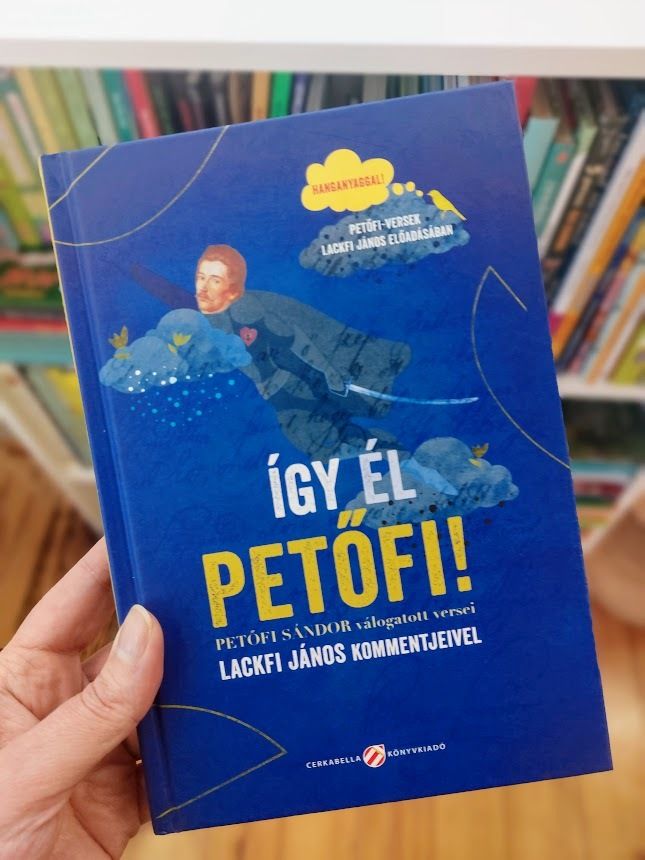 HANGANYAGGAL!
PETŐFI-VERSEK
LACKFI JÁNOS ELŐADÁSÁBAN
ÍGY ÉL
PETŐFI!
PETŐFI SÁNDOR válogatott versei
LACKFI JÁNOS KOMMENTJEIVEL
CERKABELLA KÖNYVKIADÓ